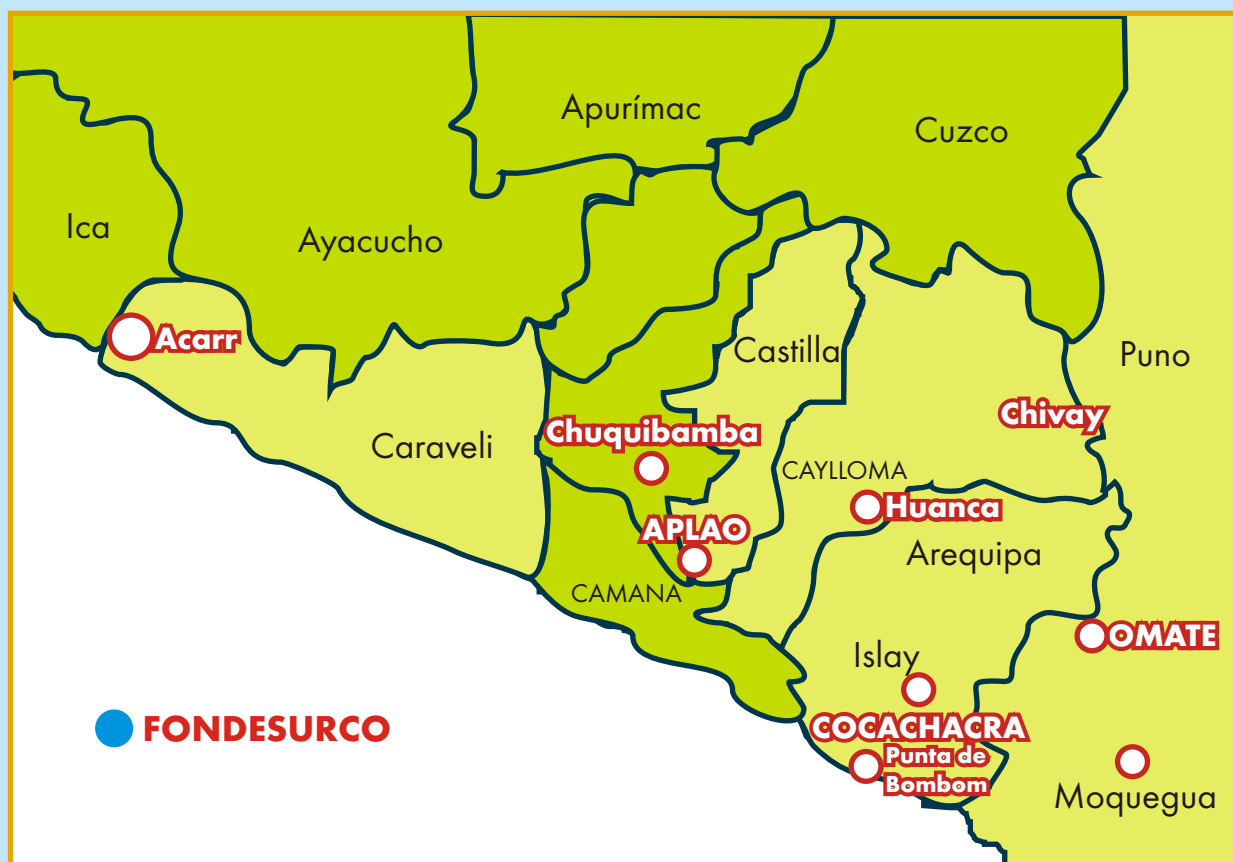 Apurímac
Cuzco
Ica
Ayacucho
Acarr
Castilla
Puno
Chivay
Caraveli
Chuquibamba
CAYLLOMA
Huanca
APLAO
Arequipa
CAMANA
OMATE
Islay
FONDESURCO
COCACHACRA
Punta de
Bombom
Moquegua